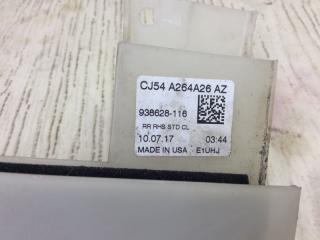 CJ54 A264A26 AZ
938628-116
RR RHS STD CL
10.07.17 03:44
MADE IN USA E1UHJ